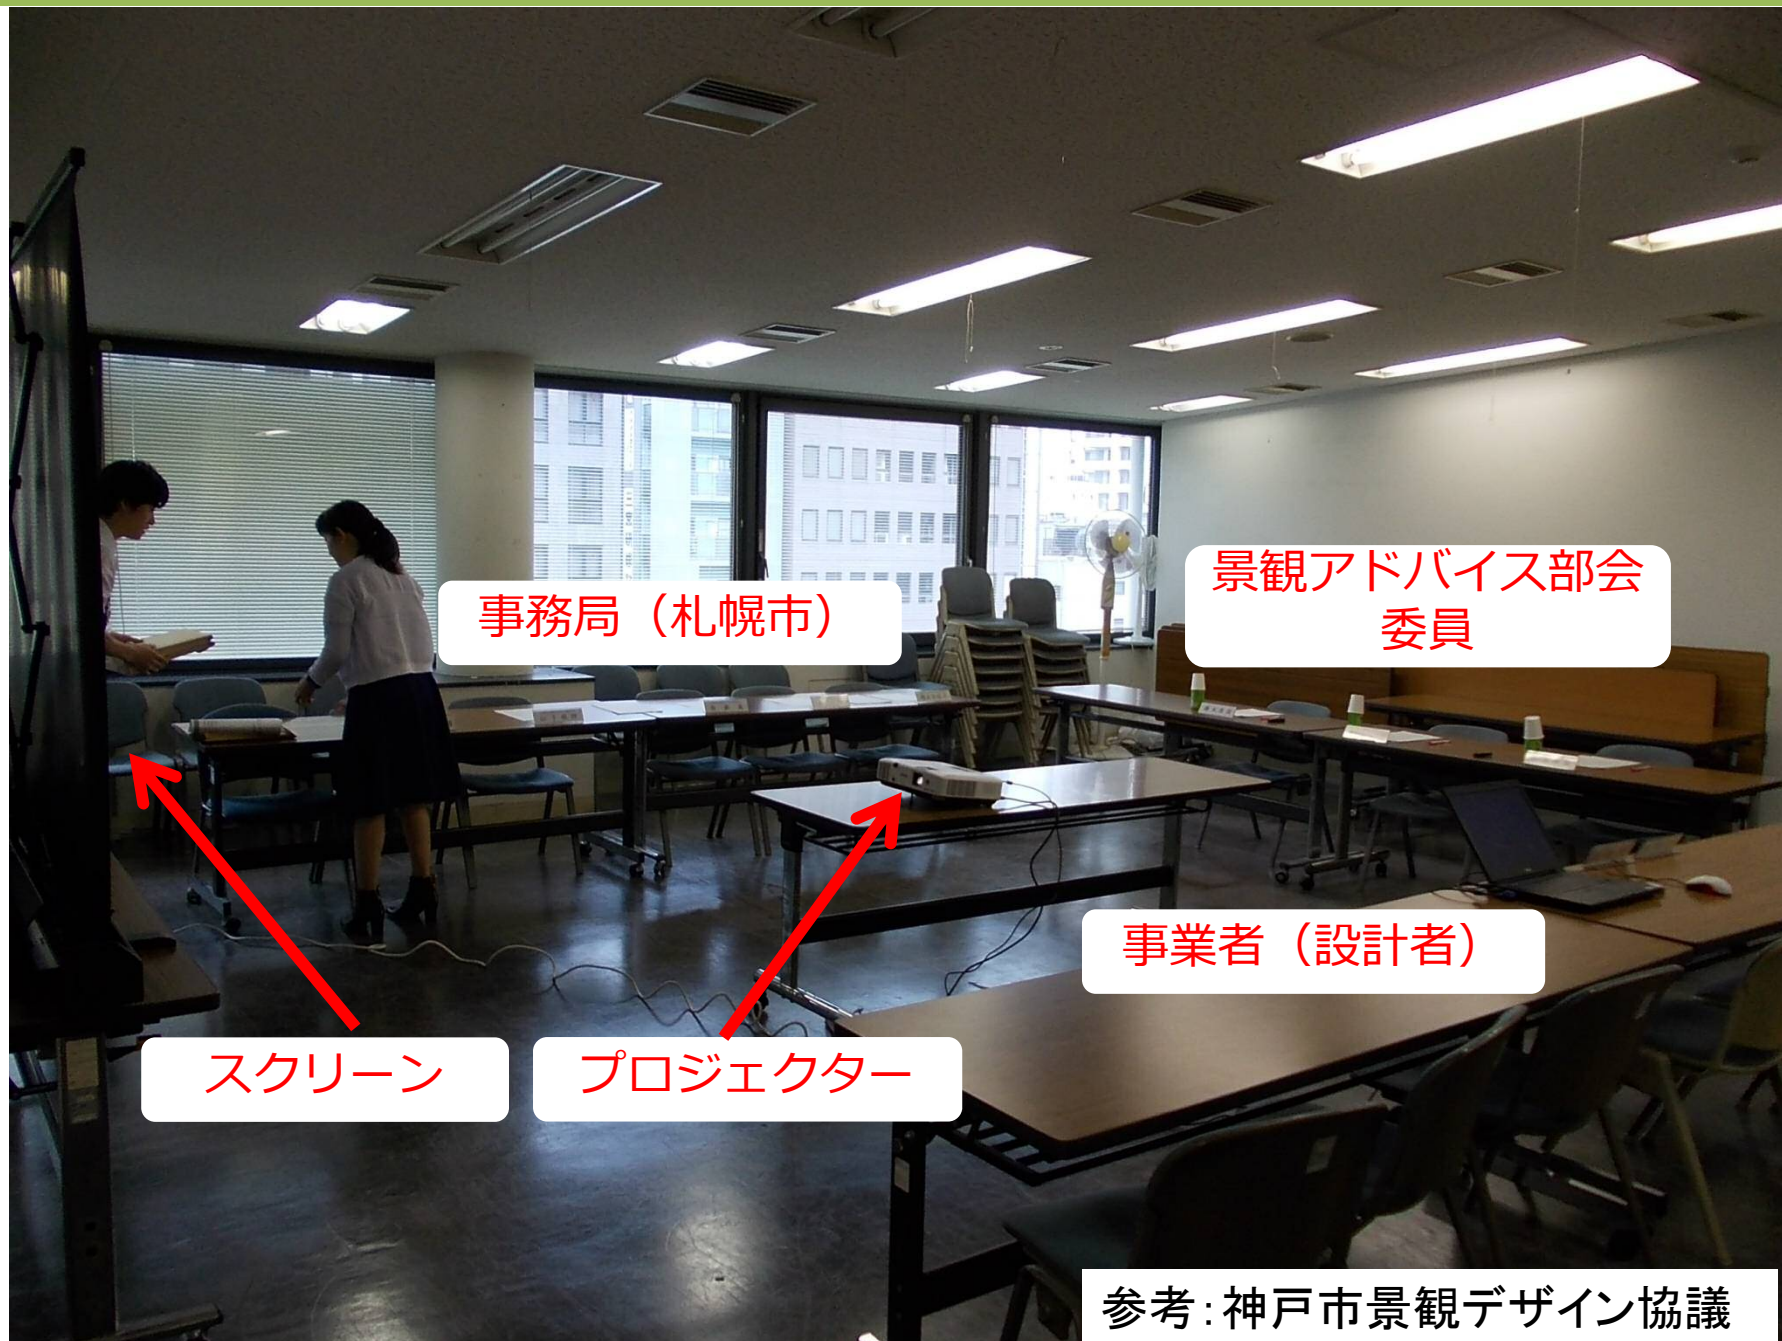 景観アドバイス部会
委員
事務局（札幌市）
事業者（設計者）
スクリーン
プロジェクター
参考：神戸市景観デザイン協議